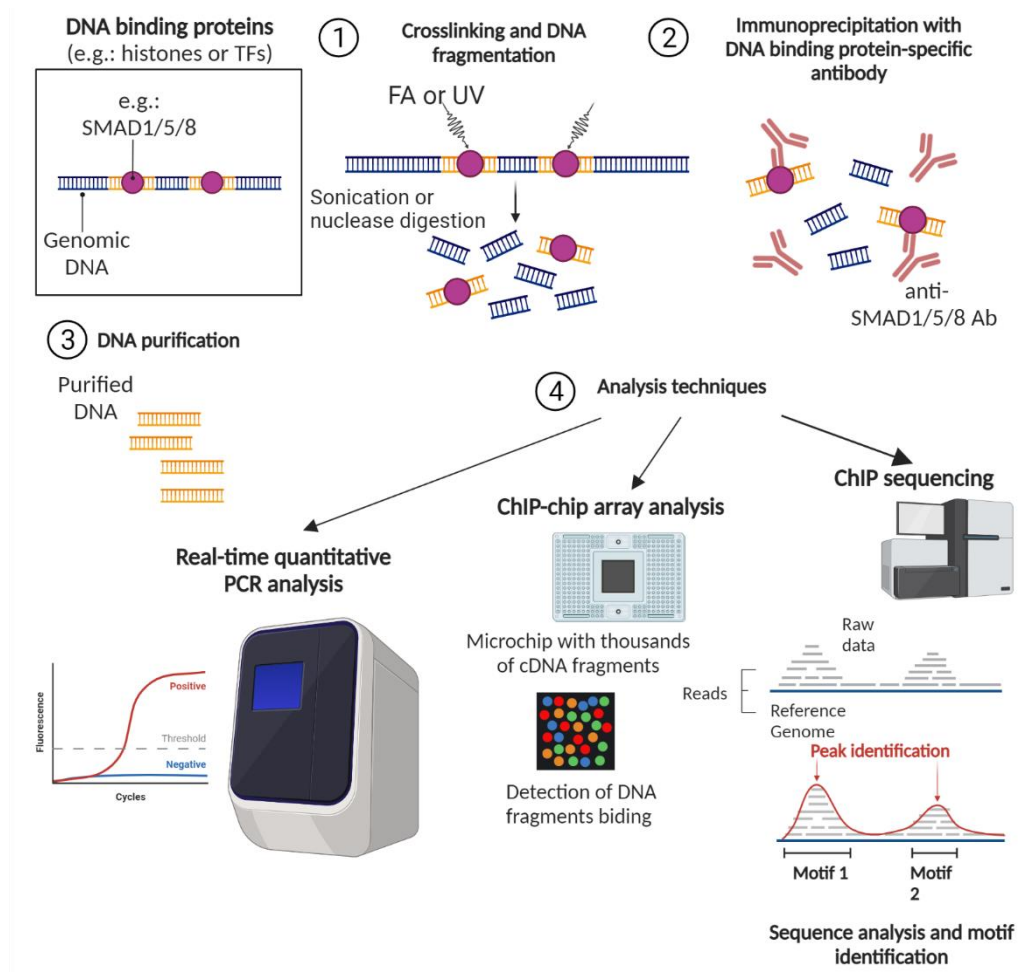 DNA binding proteins
(e.g.: histones or TFs)
e.g.:
SMAD1/5/8
Genomic
DNA
1
Crosslinking and DNA
fragmentation
FA or UV
Sonication or
nuclease digestion
2
Immunoprecipitation with
DNA binding protein-specific
antibody
anti-
SMAD1/5/8 Ab
3
DNA purification
Purified
DNA
4
Analysis techniques
Real-time quantitative
PCR analysis
Fluorescence
Positive
Threshold
Negative
Cycles
ChIP-chip array analysis
Microchip with thousands
of cDNA fragments
Detection of DNA
fragments biding
ChIP sequencing
Raw
data
Reads
Reference
Genome
Peak identification
Motif 1
Motif
2
Sequence analysis and motif
identification